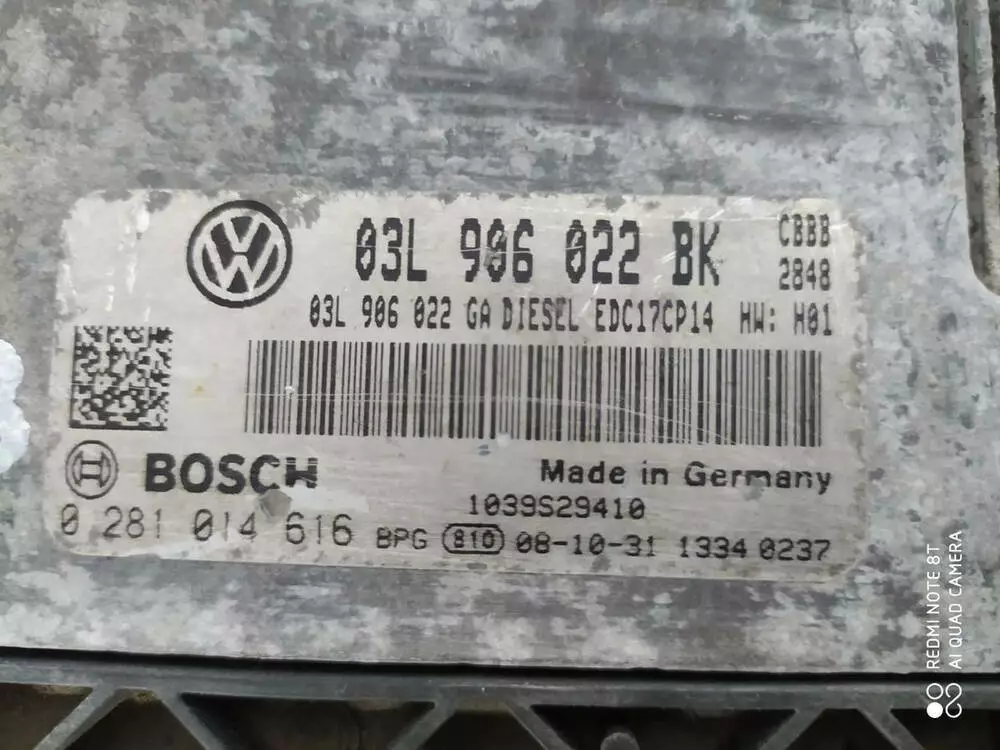 03L 906 022 BK CBBB
2848
03L 906 022 GA DIESEL EDC17CP14 HW: H01
BOSCH
Made in Germany
1039S29410
0 281 014 616 BPG 810 08-10-31 1334 0237
REDMI NOTE 8T
AI QUAD CAMERA